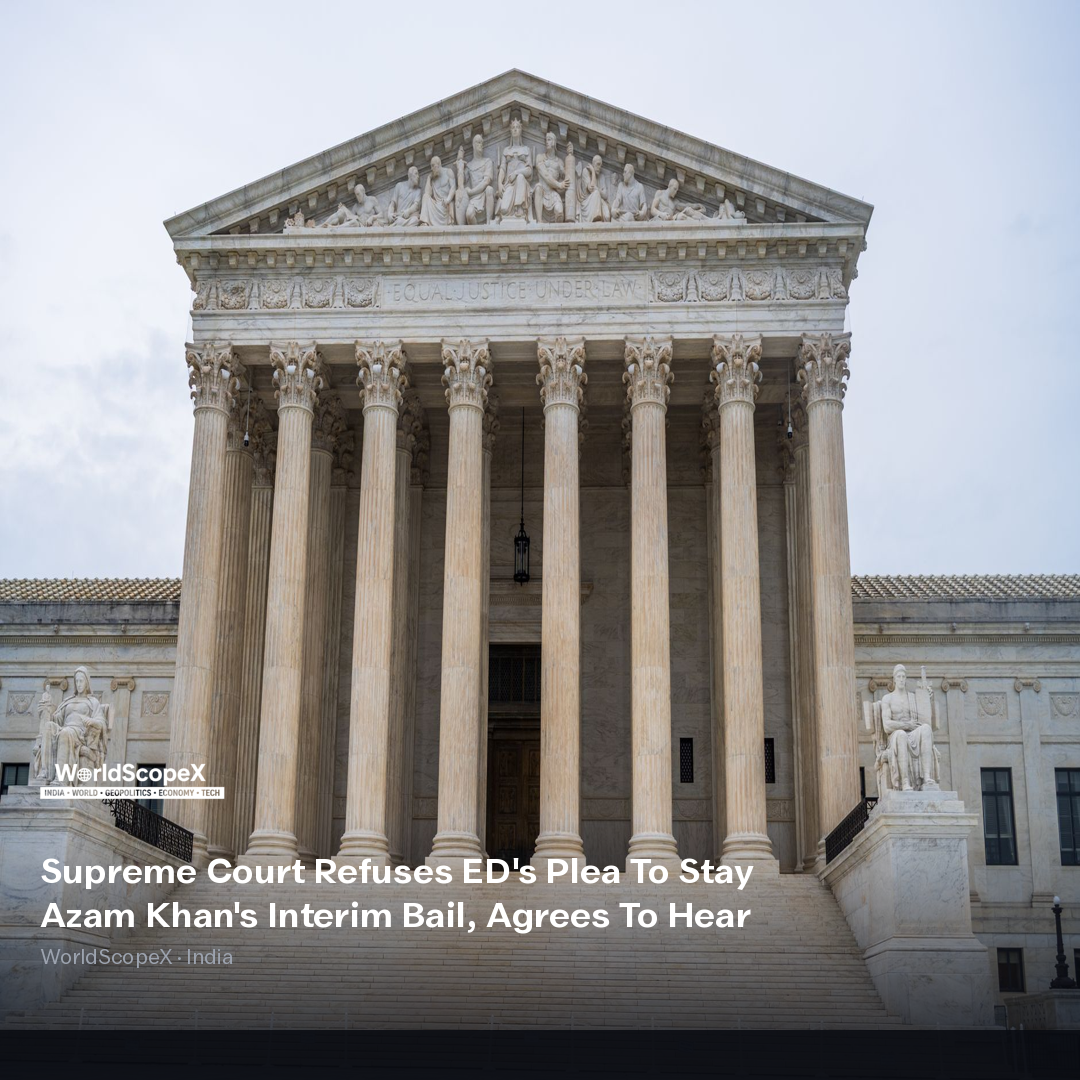 EQUAL·JUSTICE·UNDER·LAW
WorldScopeX
INDIA • WORLD • GEOPOLITICS • ECONOMY • TECH
Supreme Court Refuses ED's Plea To Stay
Azam Khan's Interim Bail, Agrees To Hear
WorldScopeX · India